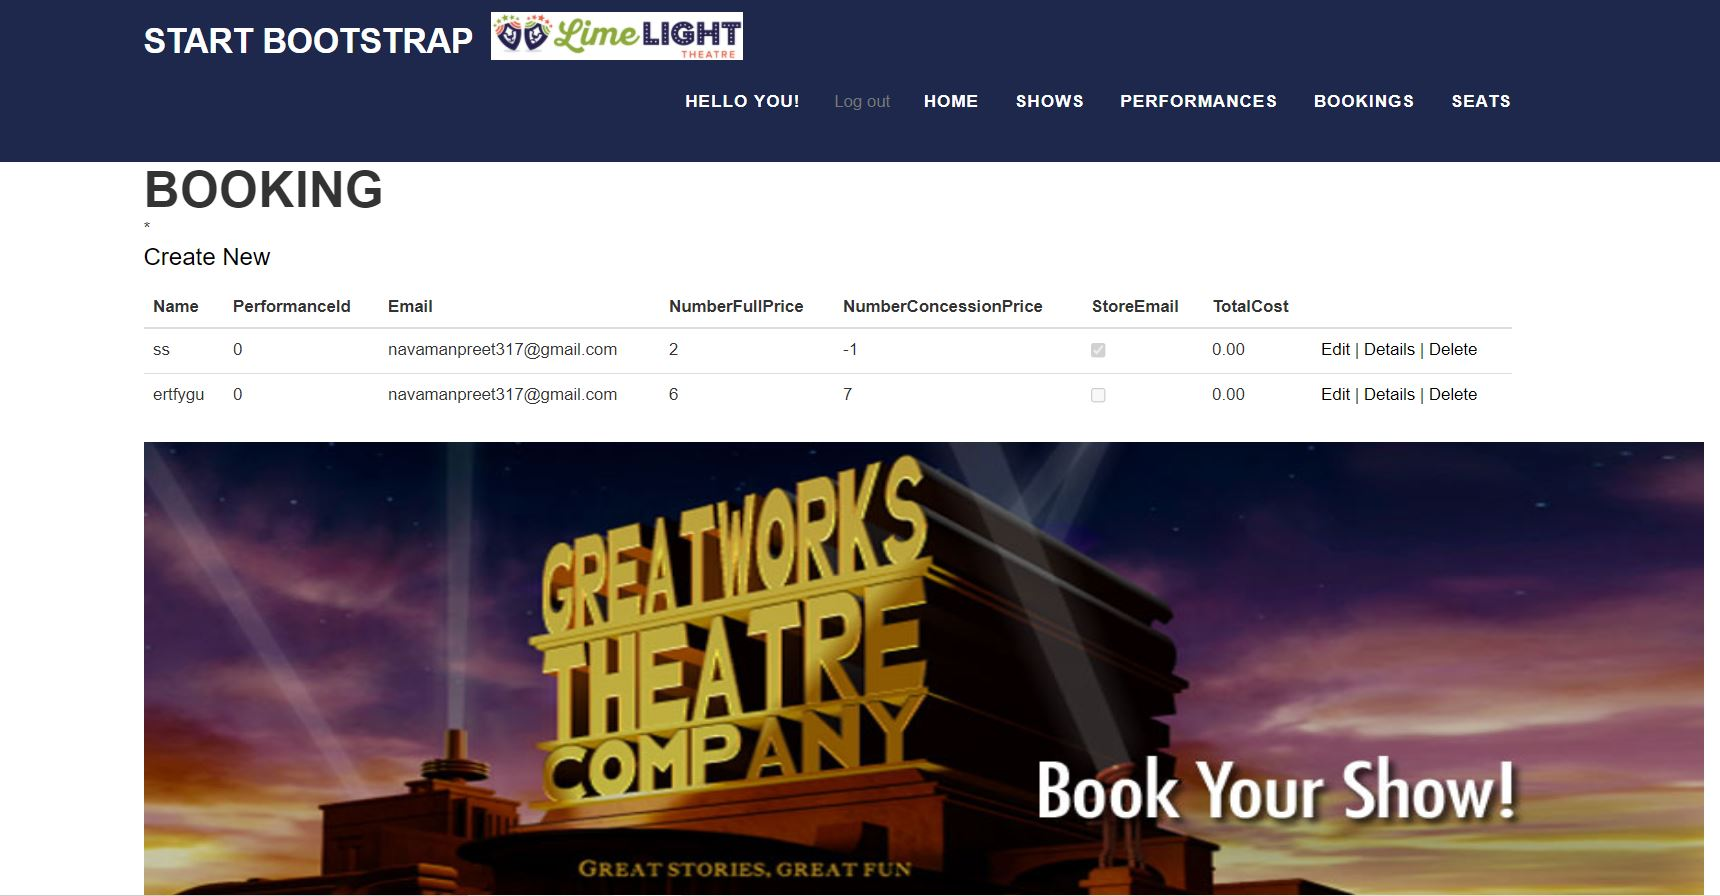 START BOOTSTRAP LimeLIGHT
THEATRE
HELLO YOU! Log out HOME SHOWS PERFORMANCES BOOKINGS SEATS
BOOKING
*
Create New
Name PerformanceId Email NumberFullPrice NumberConcessionPrice StoreEmail TotalCost
ss 0 navamanpreet317@gmail.com 2 -1 0.00 Edit | Details | Delete
ertfygu 0 navamanpreet317@gmail.com 6 7 0.00 Edit | Details | Delete
GREATWORKS
THEATRE
COMPANY
Book Your Show!
GREAT STORIES, GREAT FUN